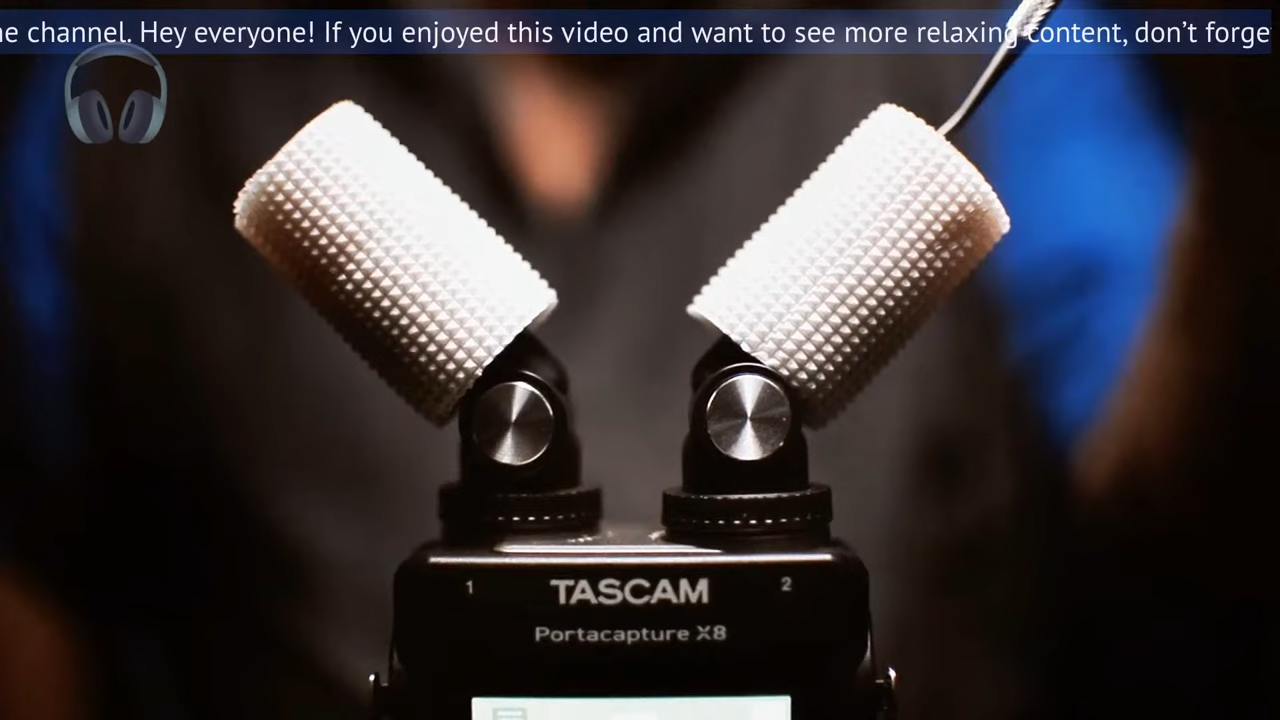 channel. Hey everyone! If you enjoyed this video and want to see more relaxing content, don’t
1 TASCAM 2
Portacapture X8